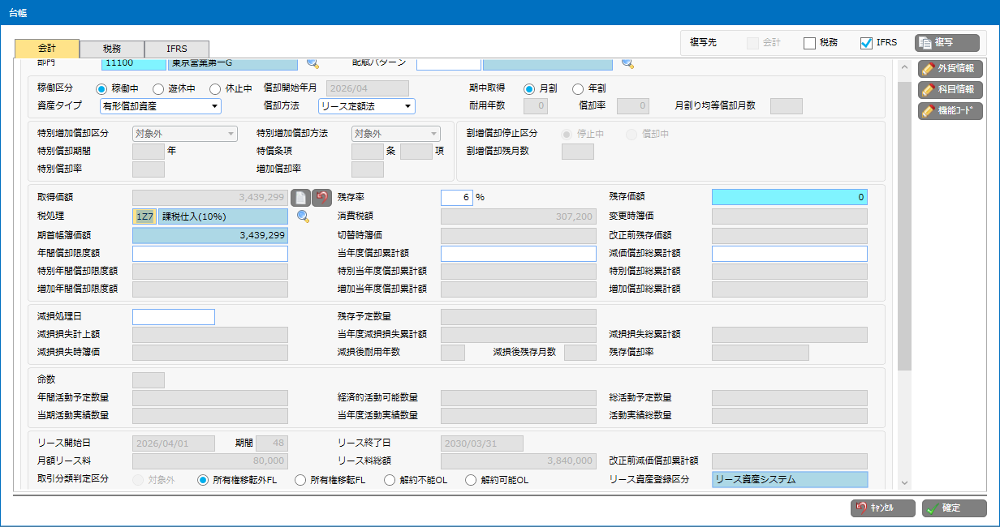 台帳
会計 税務 IFRS 複写先 会計 税務 IFRS 複写
部門 11100 東京営業第一G 配賦パターン
外貨情報
科目情報
機能ｺｰﾄﾞ
稼働区分 稼働中 遊休中 休止中 償却開始年月 2026/04 期中取得 月割 年割
資産タイプ 有形償却資産 償却方法 リース定額法 耐用年数 0 償却率 0 月割り均等償却月数
特別増加償却区分 対象外 特別増加償却方法 対象外 割増償却停止区分 停止中 償却中
特別償却期間 年 特償条項 条 項 割増償却残月数
特別償却率 増加償却率
取得価額 3,439,299 残存率 6 % 残存価額 0
税処理 1Z7 課税仕入(10%) 消費税額 307,200 変更時簿価
期首帳簿価額 3,439,299 切替時簿価 改正前残存価額
年間償却限度額 当年度償却累計額 減価償却総累計額
特別年間償却限度額 特別当年度償却累計額 特別償却総累計額
増加年間償却限度額 増加当年度償却累計額 増加償却総累計額
減損処理日 残存予定数量
減損損失計上額 当年度減損損失累計額 減損損失総累計額
減損損失時簿価 減損後耐用年数 減損後残存月数 残存償却率
命数
年間活動予定数量 経済的活動可能数量 総活動予定数量
当期活動実績数量 当年度活動実績数量 活動実績総数量
リース開始日 2026/04/01 期間 48 リース終了日 2030/03/31
月額リース料 80,000 リース料総額 3,840,000 改正前減価償却累計額
取引分類判定区分 対象外 所有権移転外FL 所有権移転FL 解約不能OL 解約可能OL リース資産登録区分 リース資産システム
ｷｬﾝｾﾙ 確定